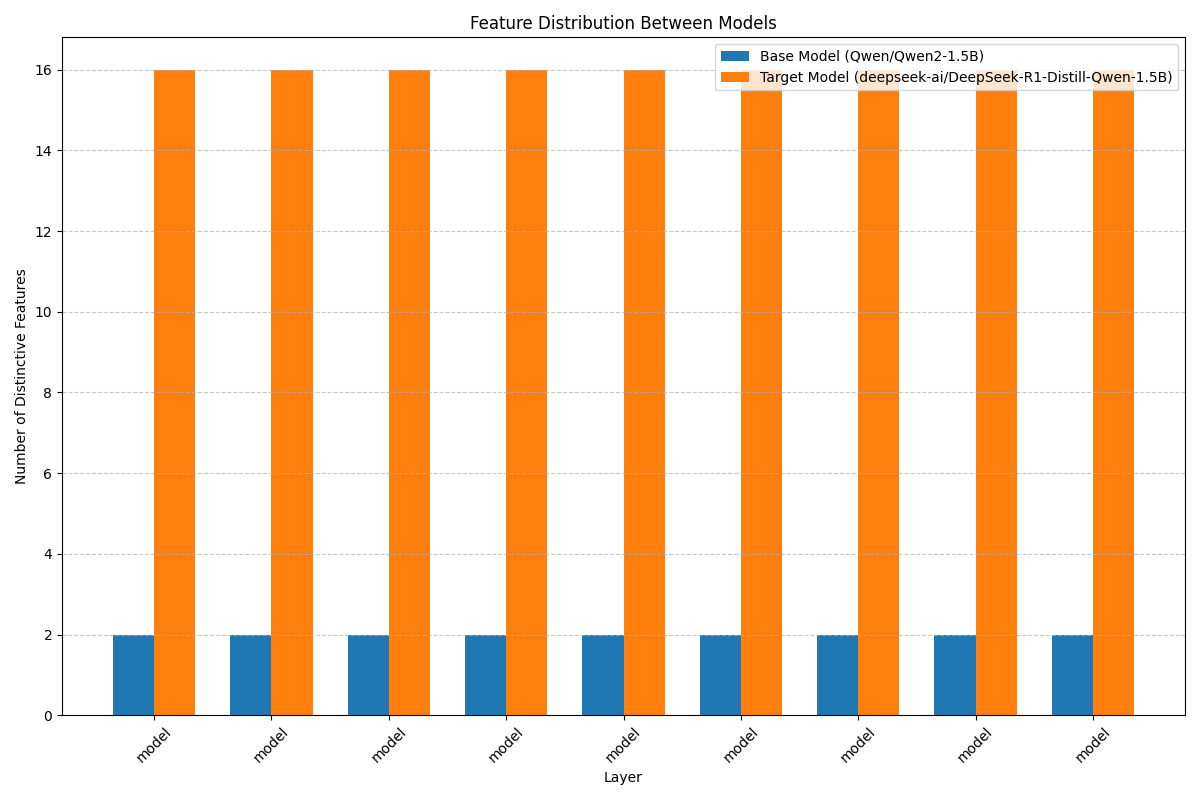 Feature Distribution Between Models
Base Model (Qwen/Qwen2-1.5B)
Target Model (deepseek-ai/DeepSeek-R1-Distill-Qwen-1.5B)
Number of Distinctive Features
16
14
12
10
8
6
4
2
0
model model model model model model model model model
Layer